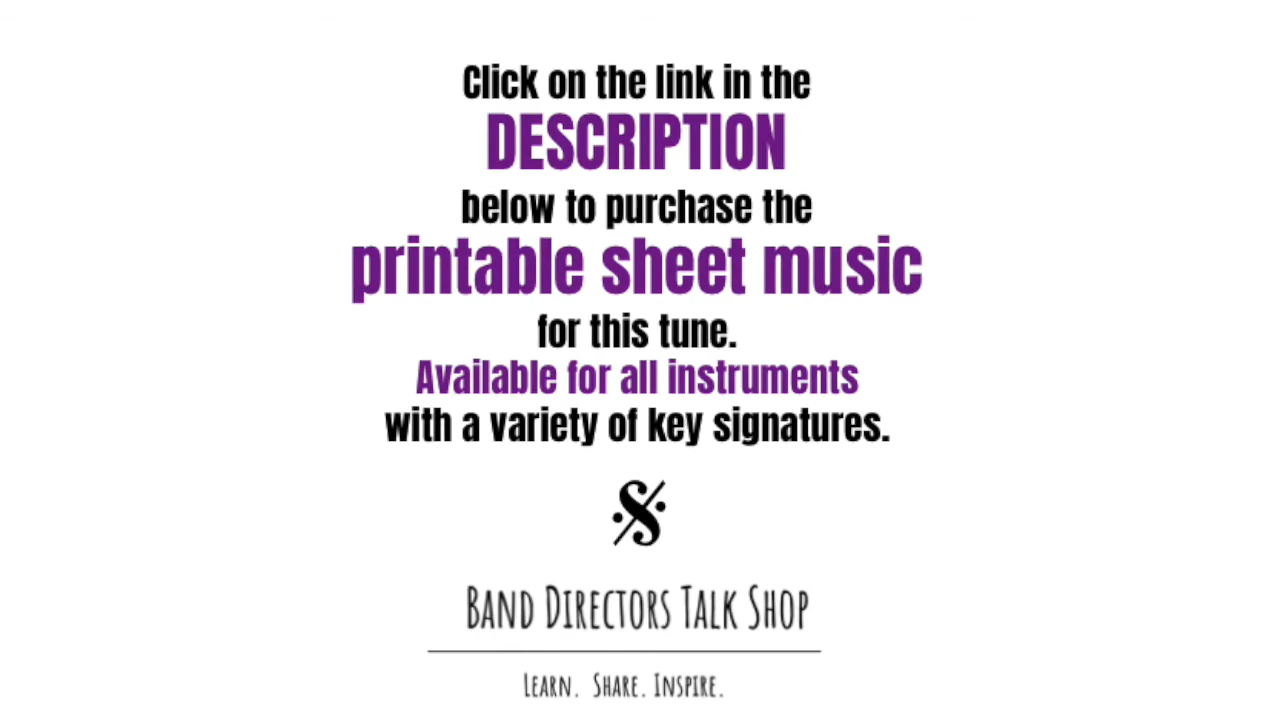 Click on the link in the
DESCRIPTION
below to purchase the
printable sheet music
for this tune.
Available for all instruments
with a variety of key signatures.
Band Directors Talk Shop
Learn. Share. Inspire.